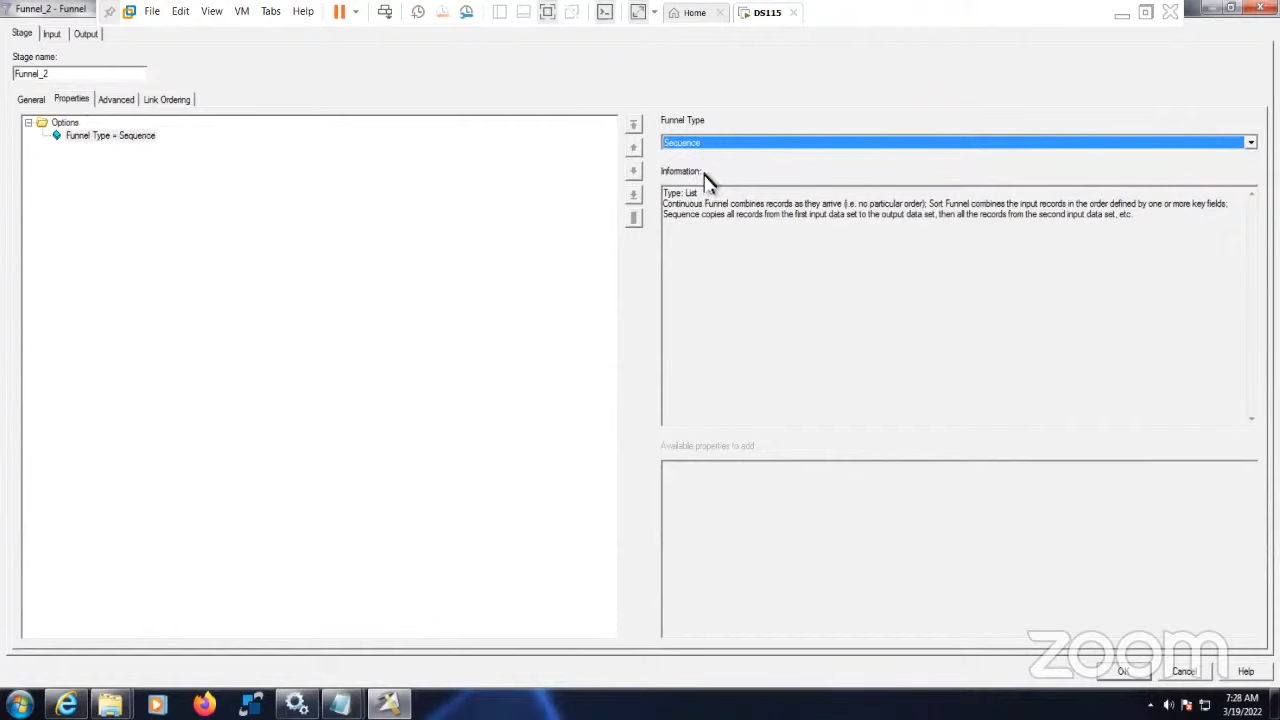 Funnel_2 - Funnel
File Edit View VM Tabs Help
Home
DS115
Stage Input Output
Stage name:
Funnel_2
General Properties Advanced Link Ordering
Options
Funnel Type = Sequence
Funnel Type
Sequence
Information:
Type: List
Continuous Funnel combines records as they arrive (i.e. no particular order); Sort Funnel combines the input records in the order defined by one or more key fields;
Sequence copies all records from the first input data set to the output data set, then all the records from the second input data set, etc.
Available properties to add
zoom
OK Cancel Help
7:28 AM
3/19/2022